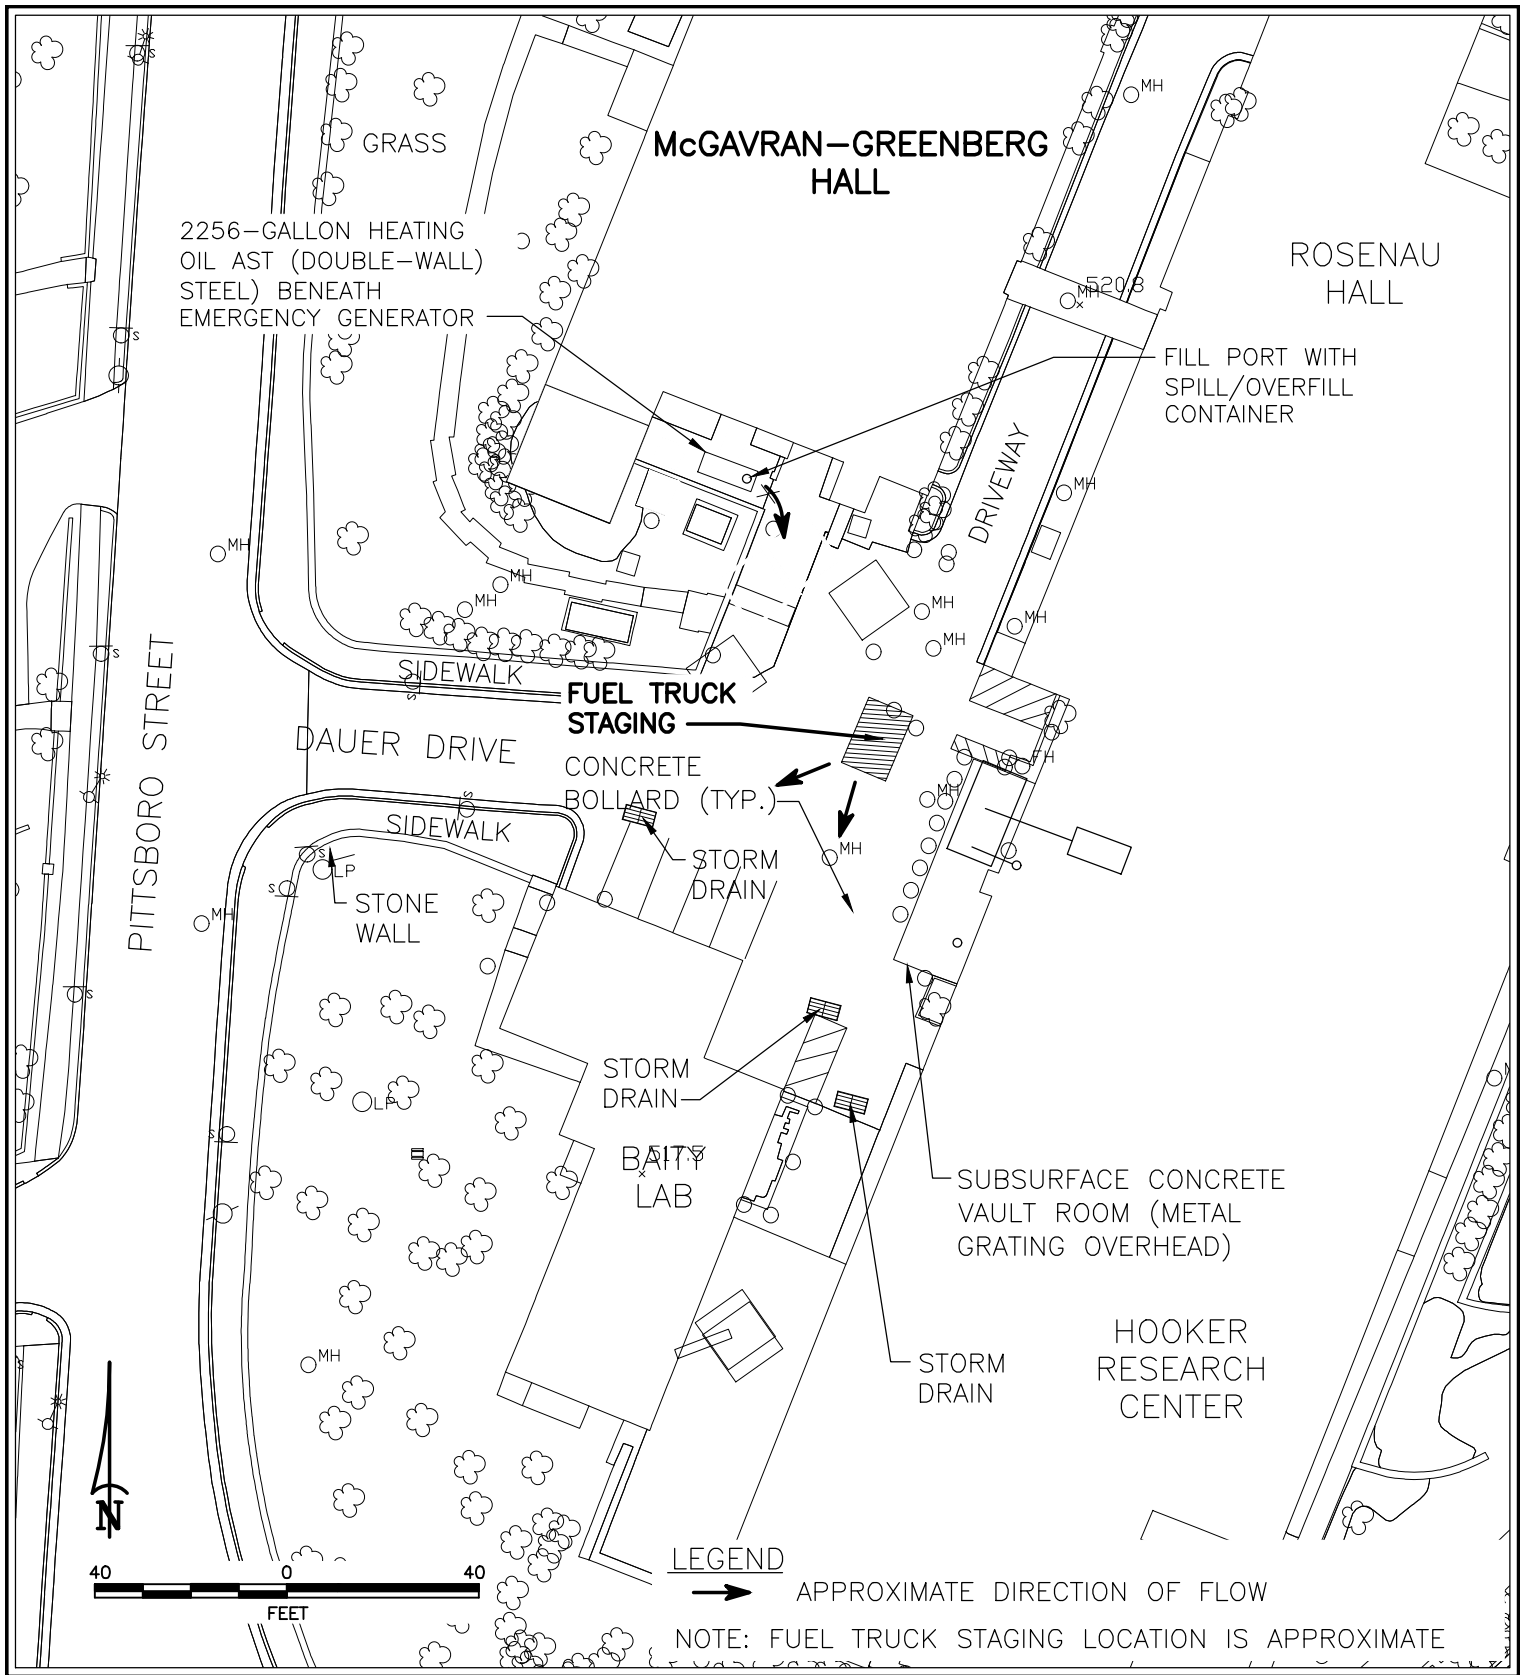 GRASS
McGAVRAN-GREENBERG
HALL
MH
2256-GALLON HEATING
OIL AST (DOUBLE-WALL)
STEEL) BENEATH
EMERGENCY GENERATOR
ROSENAU
HALL
MH
520.8
FILL PORT WITH
SPILL/OVERFILL
CONTAINER
DRIVEWAY
MH
MH
MH
MH
MH
MH
MH
S
S
S
S
SIDEWALK
FUEL TRUCK
STAGING
PITTSBORO STREET
DAUER DRIVE
CONCRETE
BOLLARD (TYP.)
FH
MH
S
SIDEWALK
MH
S
LP
S
STORM
DRAIN
STONE
WALL
MH
S
STORM
DRAIN
LP
S
BAITY
LAB
517.5
SUBSURFACE CONCRETE
VAULT ROOM (METAL
GRATING OVERHEAD)
HOOKER
RESEARCH
CENTER
STORM
DRAIN
MH
N
40 0 40
FEET
LEGEND
APPROXIMATE DIRECTION OF FLOW
NOTE: FUEL TRUCK STAGING LOCATION IS APPROXIMATE